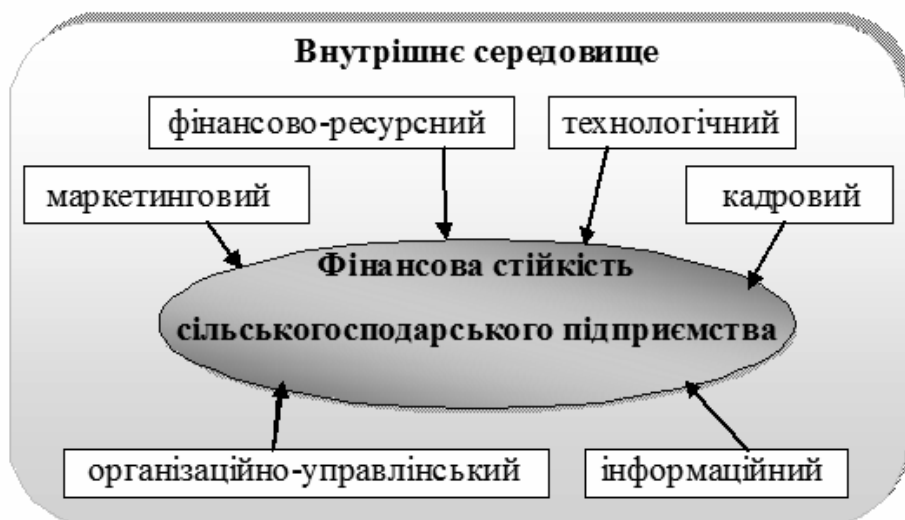 Внутрішнє середовище
фінансово-ресурсний
технологічний
маркетинговий
кадровий
Фінансова стійкість
сільськогосподарського підприємства
організаційно-управлінський
інформаційний